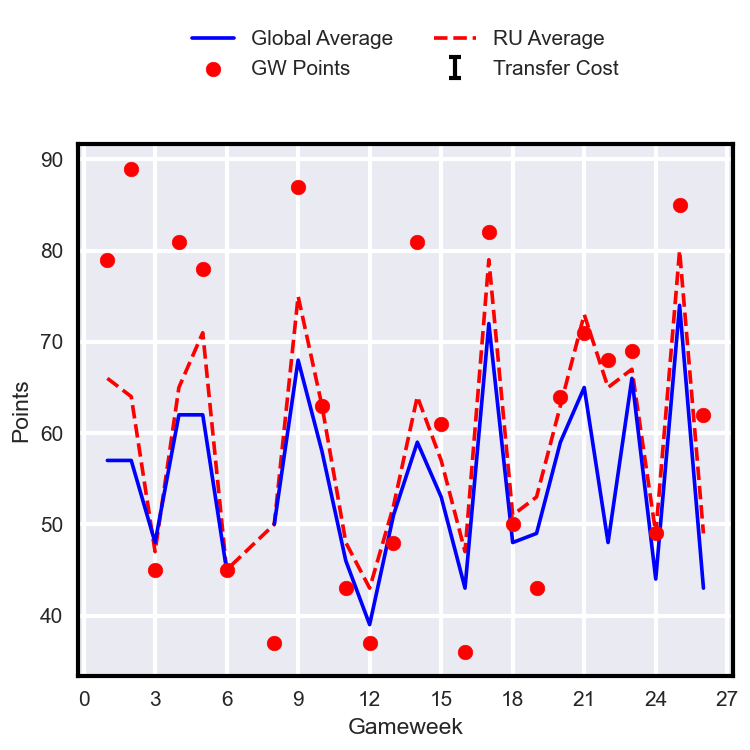 Global Average
RU Average
GW Points
Transfer Cost
90
80
70
60
50
40
Points
0 3 6 9 12 15 18 21 24 27
Gameweek